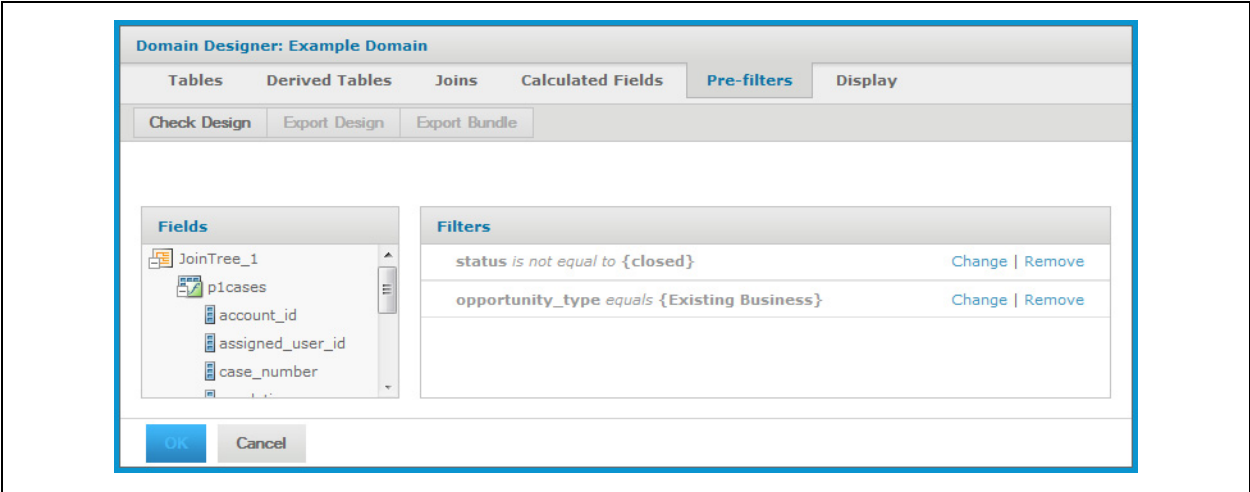 Domain Designer: Example Domain
Tables Derived Tables Joins Calculated Fields Pre-filters Display
Check Design Export Design Export Bundle
Fields
JoinTree_1
p1cases
account_id
assigned_user_id
case_number
Filters
status is not equal to {closed} Change | Remove
opportunity_type equals {Existing Business} Change | Remove
OK Cancel